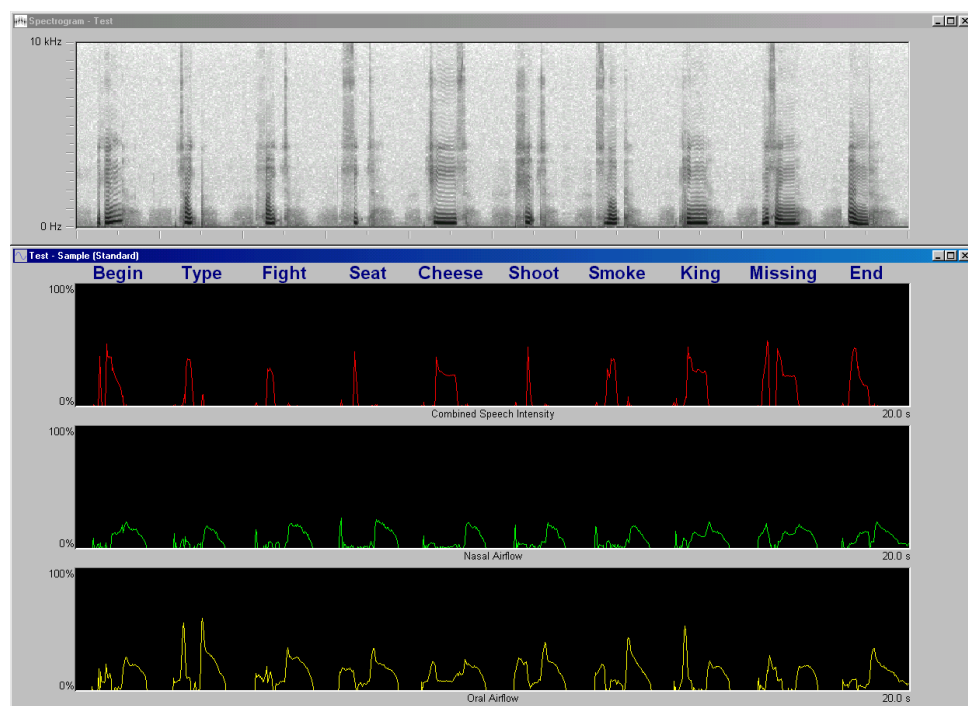 Spectrogram - Test
10 kHz
0 Hz
Test - Sample (Standard)
Begin Type Fight Seat Cheese Shoot Smoke King Missing End
100%
0%
Combined Speech Intensity 20.0 s
100%
0%
Nasal Airflow 20.0 s
100%
0%
Oral Airflow 20.0 s